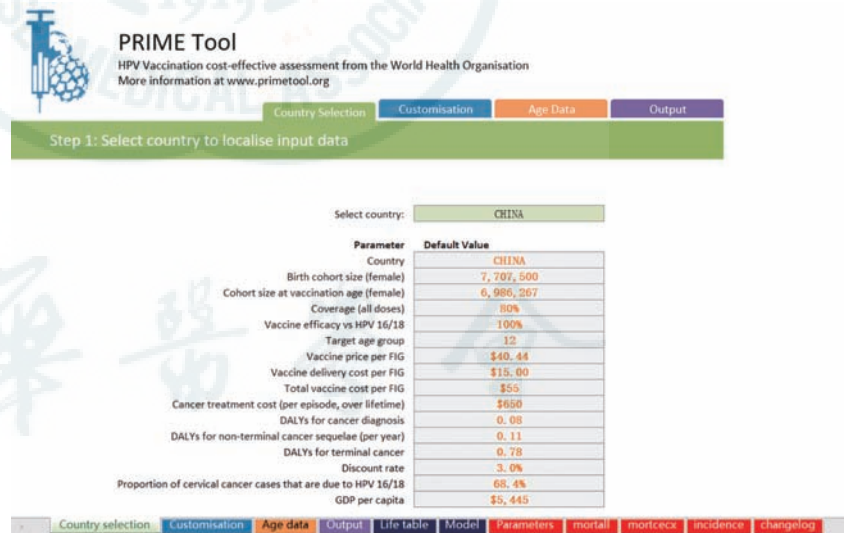 PRIME Tool
HPV Vaccination cost-effective assessment from the World Health Organisation
More information at www.primetool.org
Country Selection Customisation Age Data Output
Step 1: Select country to localise input data
Select country: CHINA
Parameter Default Value
Country CHINA
Birth cohort size (female) 7, 707, 500
Cohort size at vaccination age (female) 6, 986, 267
Coverage (all doses) 80%
Vaccine efficacy vs HPV 16/18 100%
Target age group 12
Vaccine price per FIG $40. 44
Vaccine delivery cost per FIG $15. 00
Total vaccine cost per FIG $55
Cancer treatment cost (per episode, over lifetime) $650
DALYs for cancer diagnosis 0. 08
DALYs for non-terminal cancer sequelae (per year) 0. 11
DALYs for terminal cancer 0. 78
Discount rate 3. 0%
Proportion of cervical cancer cases that are due to HPV 16/18 68. 4%
GDP per capita $5, 445
Country selection Customisation Age data Output Life table Model Parameters mortall mortcecx incidence changelog